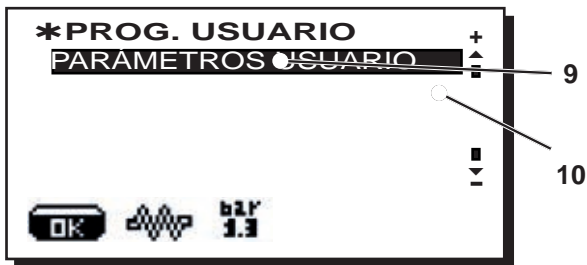 *PROG. USUARIO
PARÁMETROS USUARIO
+
9
10
-
OK
bar
1.3